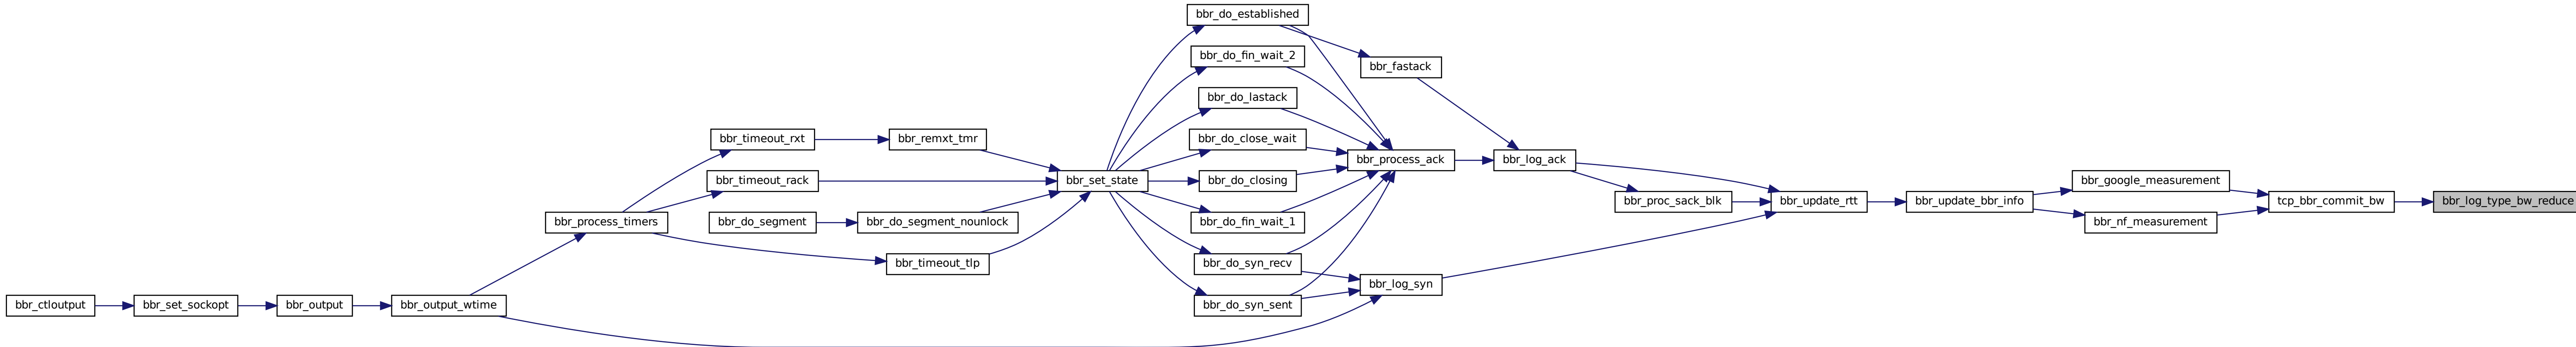 bbr_do_established
bbr_do_fin_wait_2
bbr_fastack
bbr_do_lastack
bbr_timeout_rxt
bbr_remxt_tmr
bbr_do_close_wait
bbr_process_ack
bbr_log_ack
bbr_timeout_rack
bbr_set_state
bbr_do_closing
bbr_google_measurement
bbr_proc_sack_blk
bbr_update_rtt
bbr_update_bbr_info
tcp_bbr_commit_bw
bbr_log_type_bw_reduce
bbr_process_timers
bbr_do_segment
bbr_do_segment_nounlock
bbr_do_fin_wait_1
bbr_nf_measurement
bbr_timeout_tlp
bbr_do_syn_recv
bbr_log_syn
bbr_ctloutput
bbr_set_sockopt
bbr_output
bbr_output_wtime
bbr_do_syn_sent